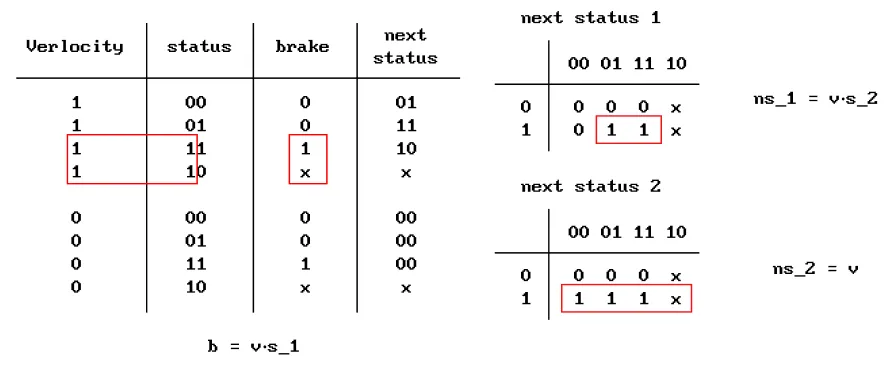 Verlocity status brake next status
1 00 0 01
1 01 0 11
1 11 1 10
1 10 x x
0 00 0 00
0 01 0 00
0 11 1 00
0 10 x x
b = v·s_1
next status 1
00 01 11 10
0 0 0 0 x
1 0 1 1 x
ns_1 = v·s_2
next status 2
00 01 11 10
0 0 0 0 x
1 1 1 1 x
ns_2 = v